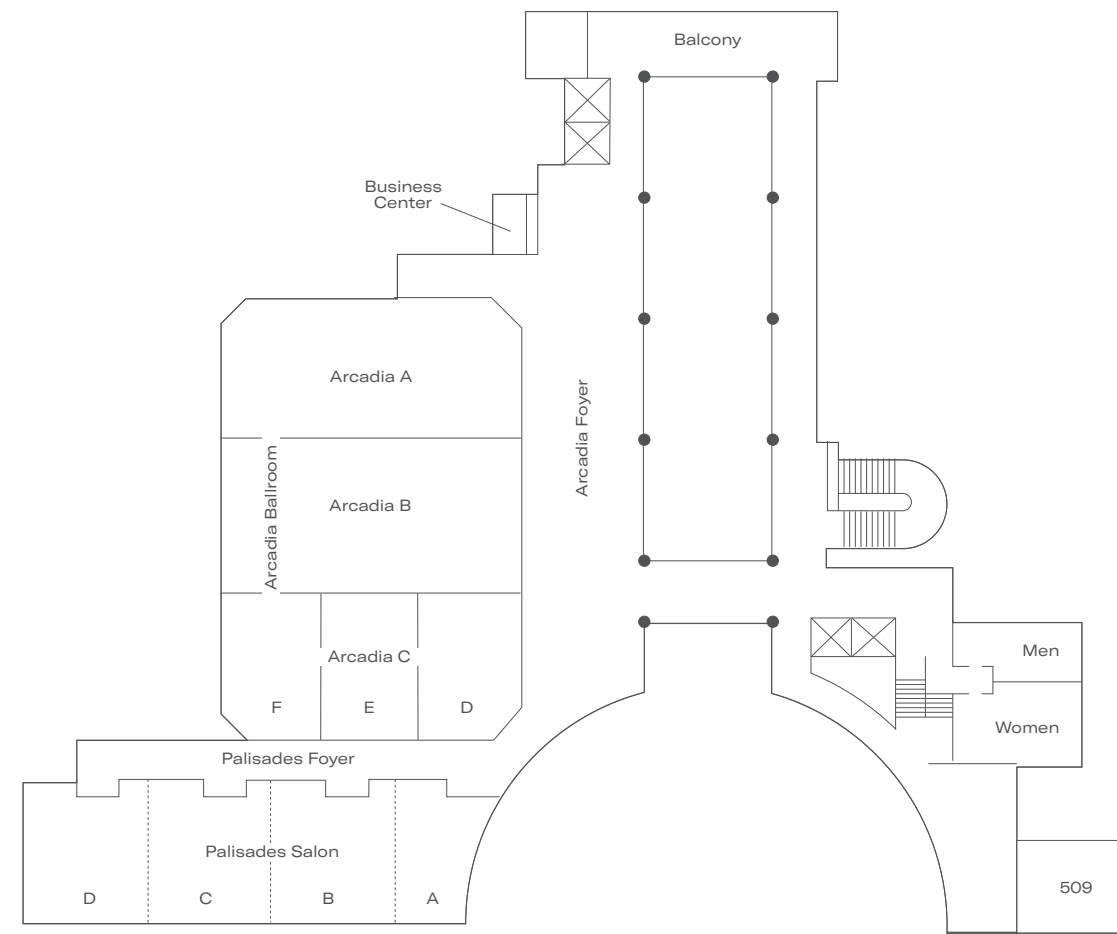 Balcony
Business
Center
Arcadia A
Arcadia Foyer
Arcadia Ballroom
Arcadia B
Arcadia C
F
E
D
Men
Women
Palisades Foyer
Palisades Salon
D
C
B
A
509